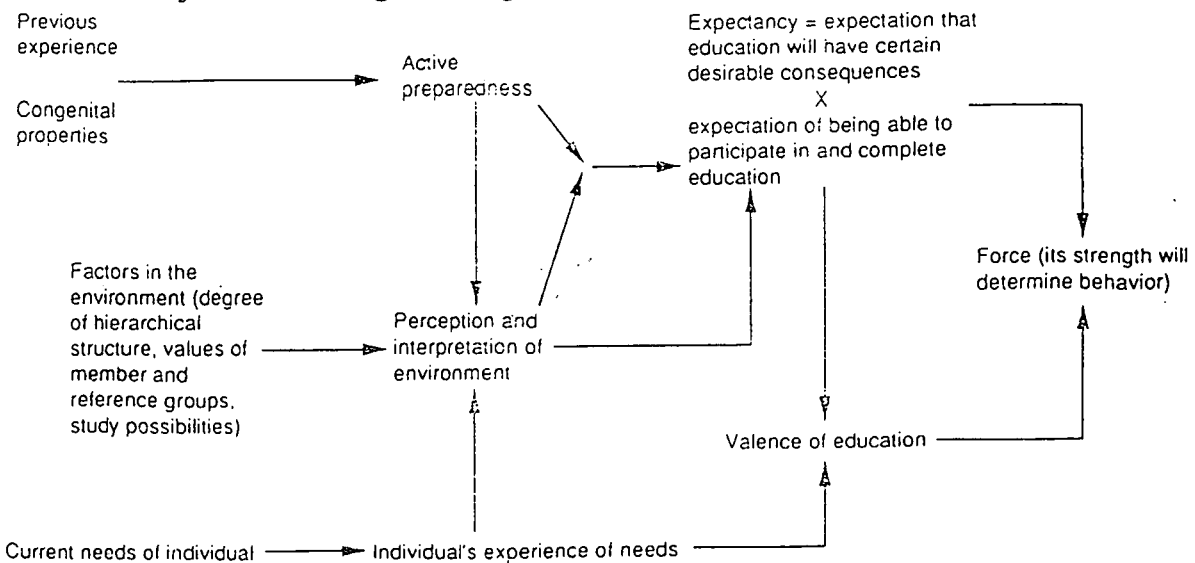 Previous
experience
Congenital
properties
Active
preparedness
Expectancy = expectation that
education will have certain
desirable consequences
X
expectation of being able to
participate in and complete
education
Force (its strength will
determine behavior)
Factors in the
environment (degree
of hierarchical
structure, values of
member and
reference groups,
study possibilities)
Perception and
interpretation of
environment
Valence of education
Current needs of individual
Individual's experience of needs